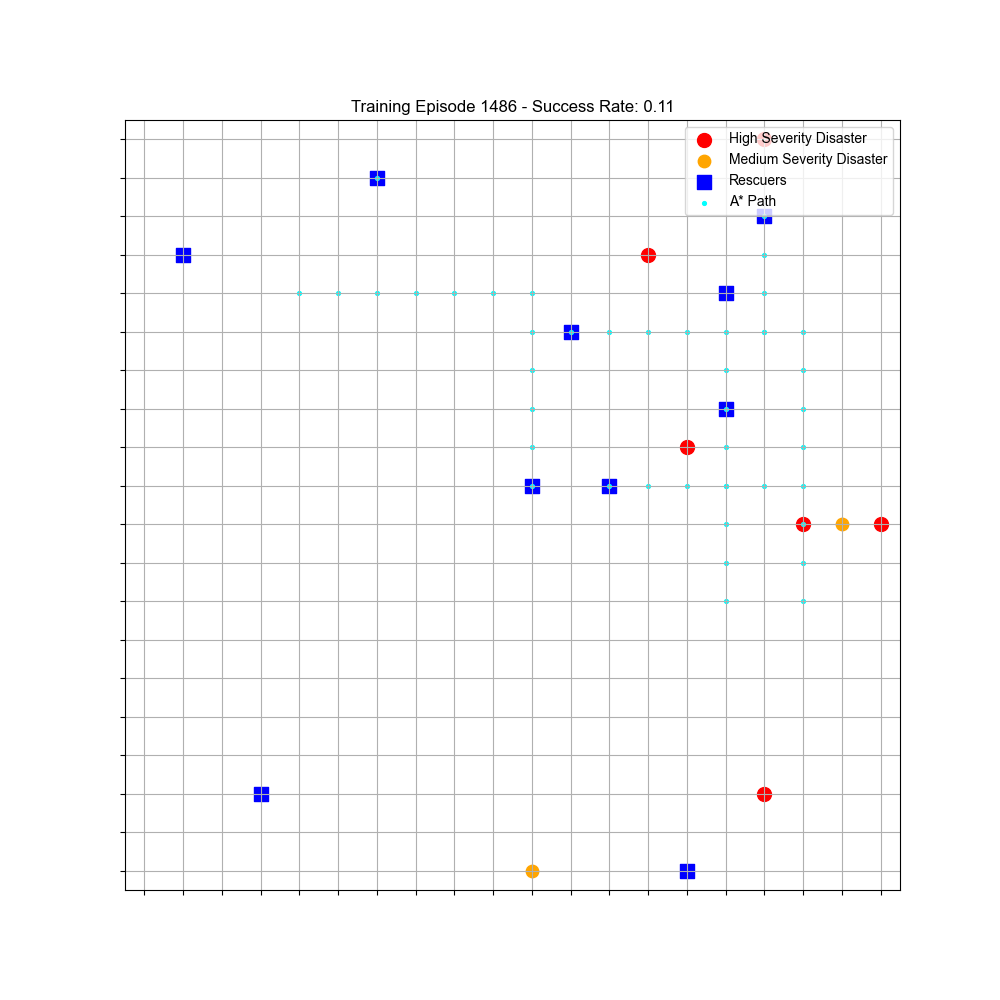 Training Episode 1486 - Success Rate: 0.11
High Severity Disaster
Medium Severity Disaster
Rescuers
A* Path